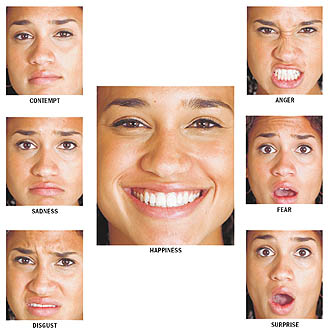 CONTEMPT
ANGER
SADNESS
FEAR
HAPPINESS
DISGUST
SURPRISE